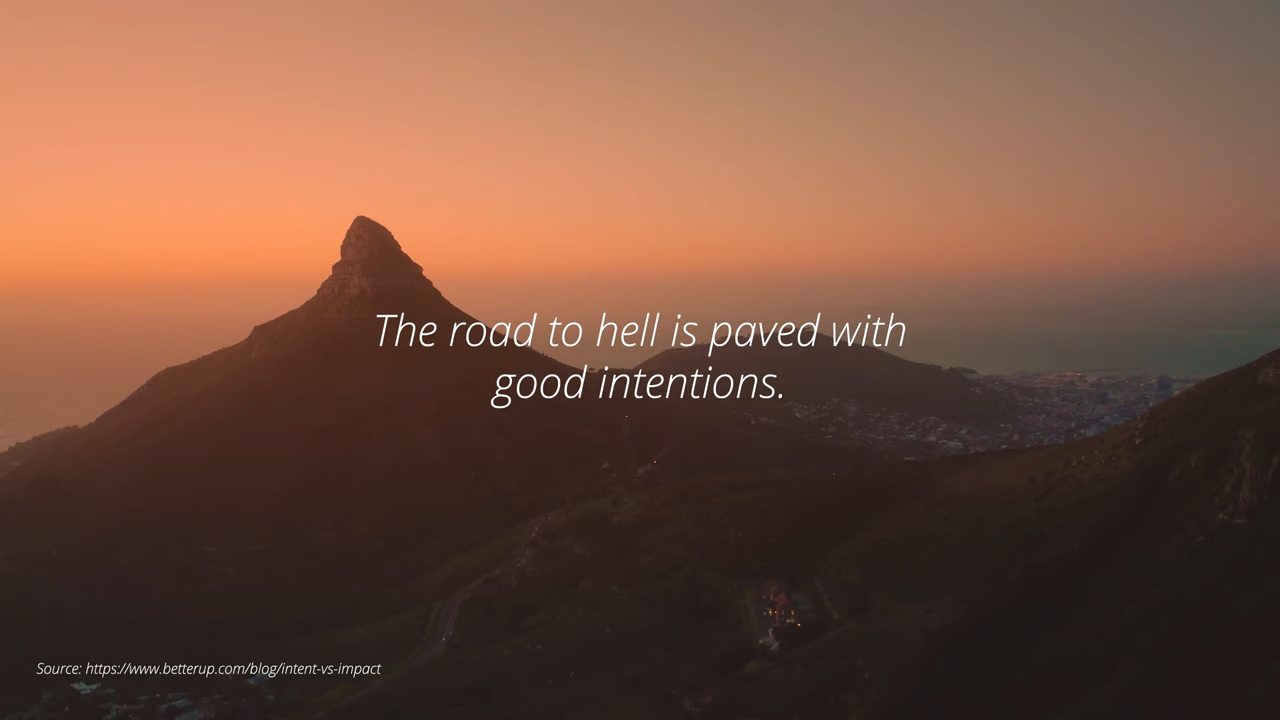 The road to hell is paved with
good intentions.
Source: https://www.betterup.com/blog/intent-vs-impact